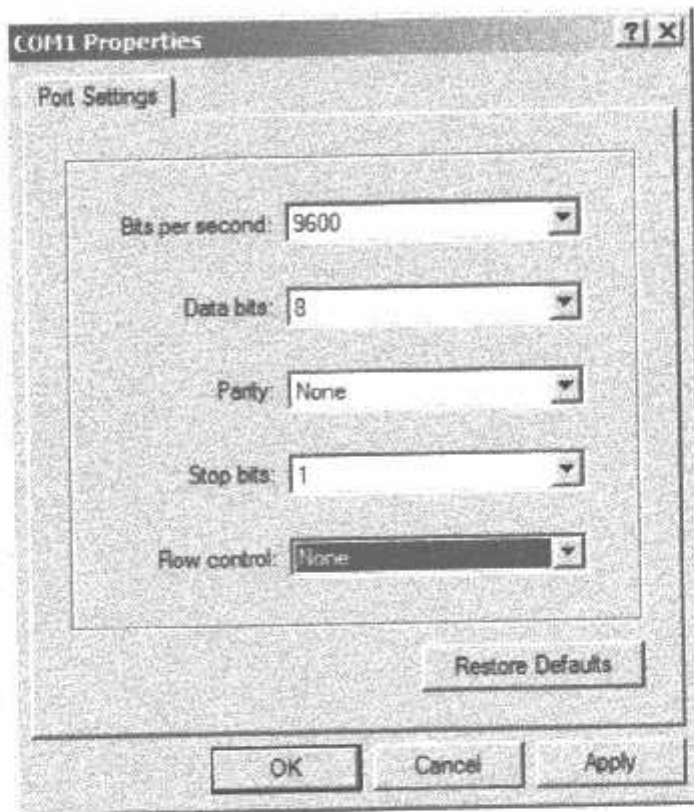 COM1 Properties
Port Settings
Bits per second: 9600
Data bits: 8
Parity: None
Stop bits: 1
Flow control: None
Restore Defaults
OK Cancel Apply